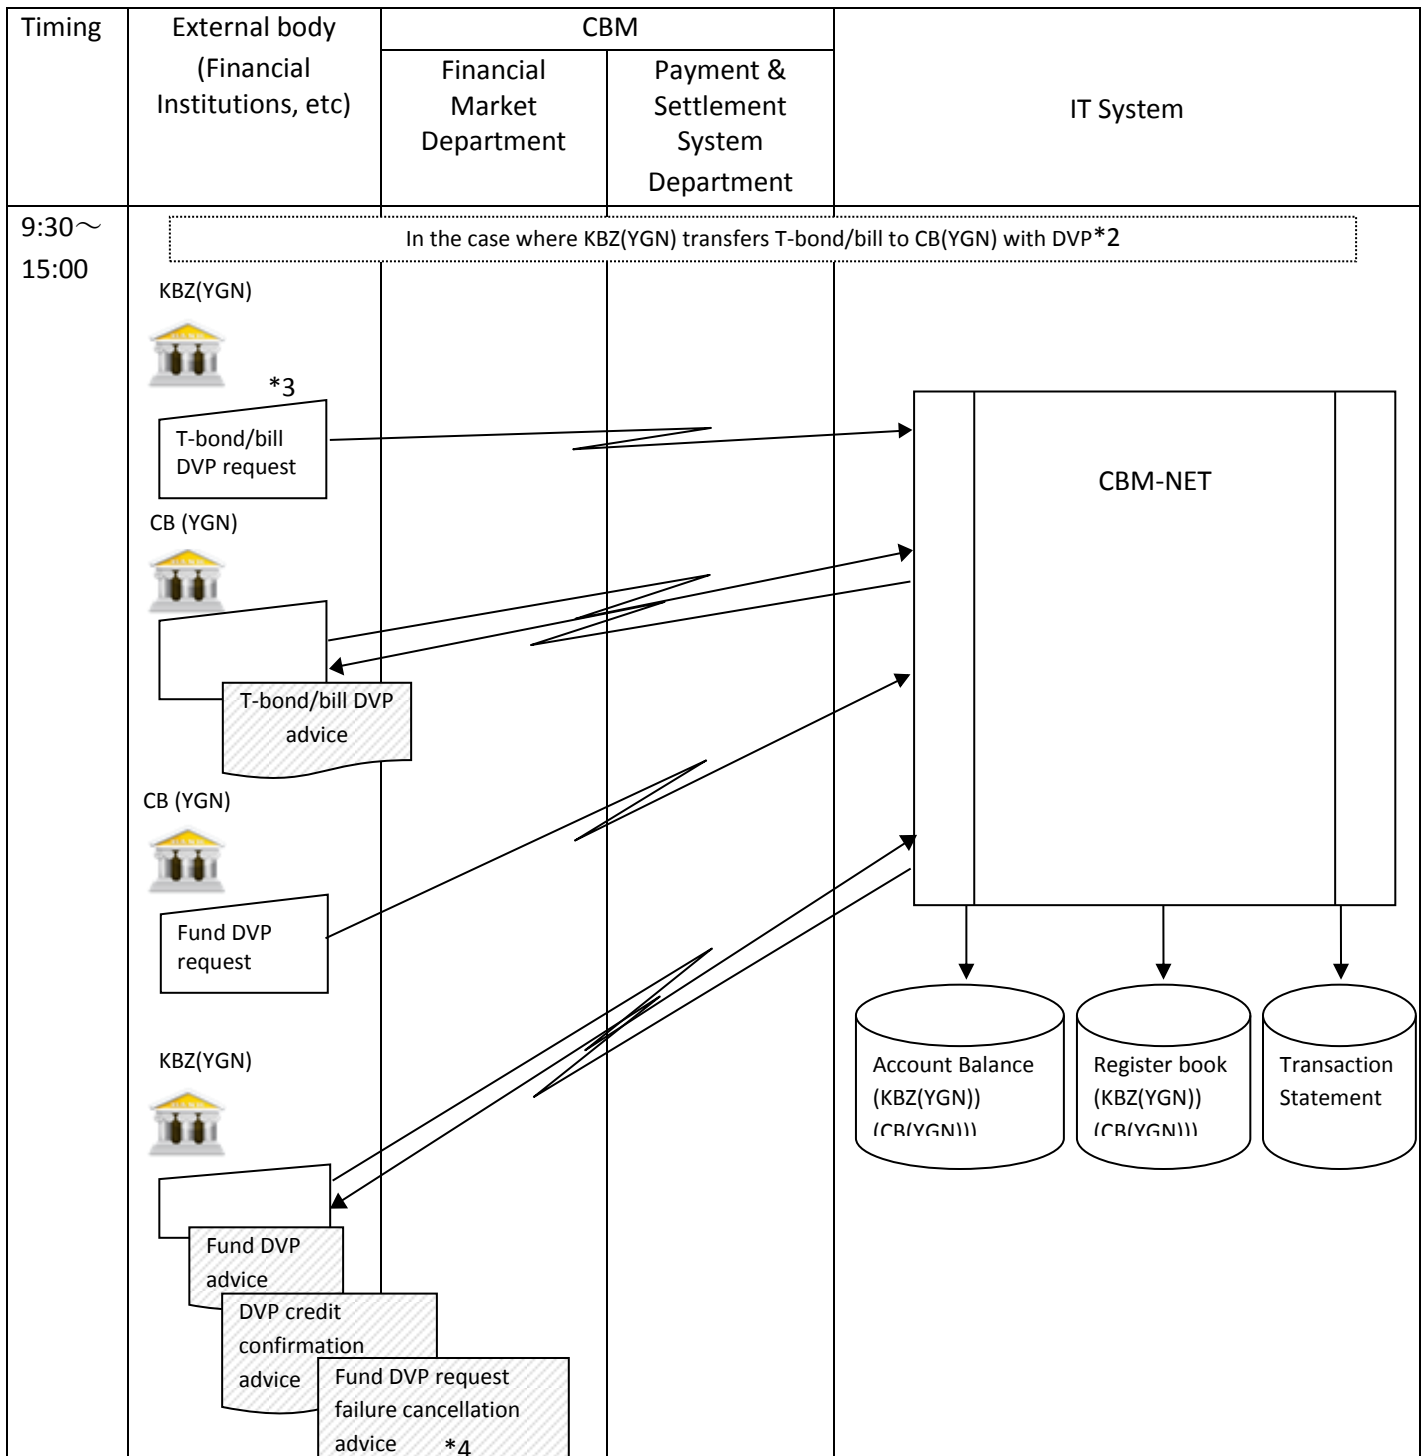 Timing
External body
(Financial
Institutions, etc)
CBM
Financial
Market
Department
Payment &
Settlement
System
Department
IT System
9:30～
15:00
In the case where KBZ(YGN) transfers T-bond/bill to CB(YGN) with DVP*2
KBZ(YGN)
*3
T-bond/bill
DVP request
CBM-NET
CB (YGN)
T-bond/bill DVP
advice
CB (YGN)
Fund DVP
request
KBZ(YGN)
Account Balance
(KBZ(YGN))
(CB(YGN)))
Register book
(KBZ(YGN))
(CB(YGN)))
Transaction
Statement
Fund DVP
advice
DVP credit
confirmation
advice
Fund DVP request
failure cancellation
advice *4